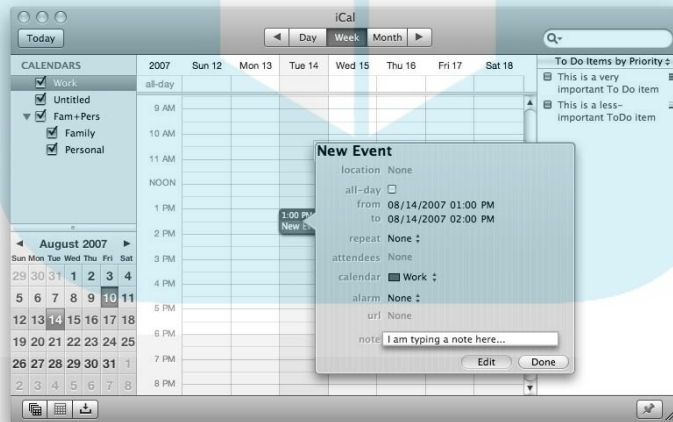 iCal
Today
Day Week Month
CALENDARS
Work
Untitled
Fam+Pers
Family
Personal
August 2007
Sun Mon Tue Wed Thu Fri Sat
29 30 31 1 2 3 4
5 6 7 8 9 10 11
12 13 14 15 16 17 18
19 20 21 22 23 24 25
26 27 28 29 30 31 1
2 3 4 5 6 7 8
2007 Sun 12 Mon 13 Tue 14 Wed 15 Thu 16 Fri 17 Sat 18
all-day
9 AM
10 AM
11 AM
NOON
1 PM
2 PM
3 PM
4 PM
5 PM
6 PM
7 PM
8 PM
1:00 PM
New E
New Event
location None
all-day
from 08/14/2007 01:00 PM
to 08/14/2007 02:00 PM
repeat None
attendees None
calendar Work
alarm None
url None
note I am typing a note here...
Edit Done
To Do Items by Priority
This is a very
important To Do item
This is a less-
important ToDo item